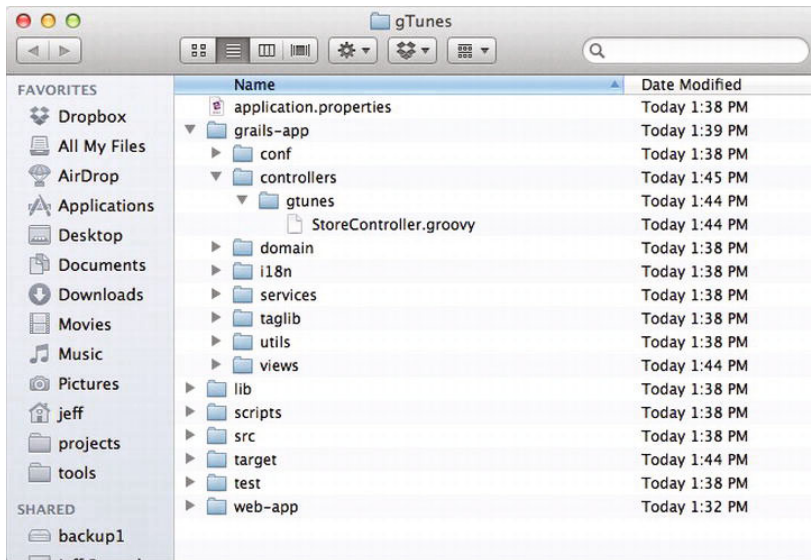 gTunes
FAVORITES
Dropbox
All My Files
AirDrop
Applications
Desktop
Documents
Downloads
Movies
Music
Pictures
jeff
projects
tools
SHARED
backup1
Name Date Modified
application.properties Today 1:38 PM
grails-app Today 1:39 PM
conf Today 1:38 PM
controllers Today 1:45 PM
gtunes Today 1:44 PM
StoreController.groovy Today 1:44 PM
domain Today 1:38 PM
i18n Today 1:38 PM
services Today 1:38 PM
taglib Today 1:38 PM
utils Today 1:38 PM
views Today 1:44 PM
lib Today 1:38 PM
scripts Today 1:38 PM
src Today 1:38 PM
target Today 1:44 PM
test Today 1:38 PM
web-app Today 1:32 PM